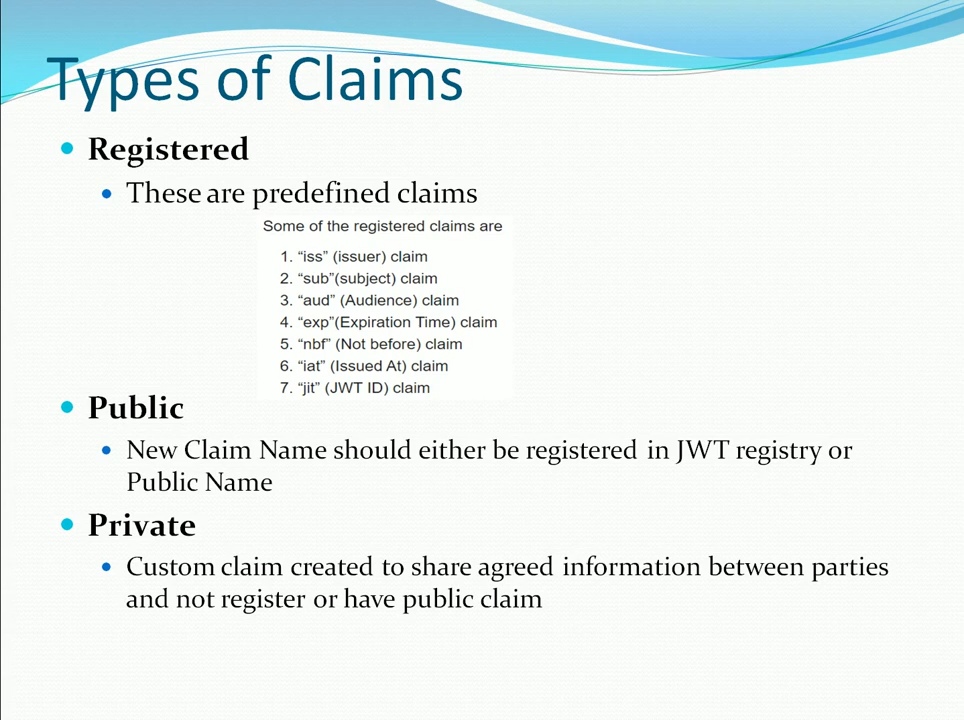 Types of Claims
Registered
These are predefined claims
Some of the registered claims are
1. “iss” (issuer) claim
2. “sub”(subject) claim
3. “aud” (Audience) claim
4. “exp”(Expiration Time) claim
5. “nbf” (Not before) claim
6. “iat” (Issued At) claim
7. “jit” (JWT ID) claim
Public
New Claim Name should either be registered in JWT registry or
Public Name
Private
Custom claim created to share agreed information between parties
and not register or have public claim